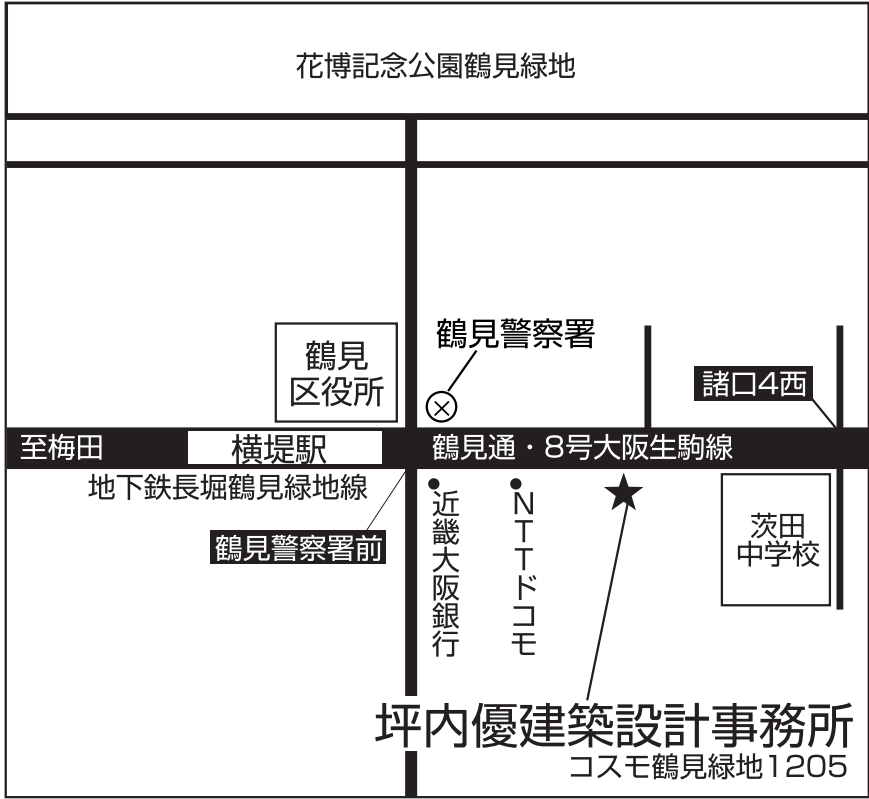 花博記念公園鶴見緑地
鶴見警察署
鶴見
区役所
諸口4西
至梅田
横堤駅
鶴見通・8号大阪生駒線
地下鉄長堀鶴見緑地線
鶴見警察署前
近畿大阪銀行
NTTドコモ
茨田
中学校
坪内優建築設計事務所
コスモ鶴見緑地1205